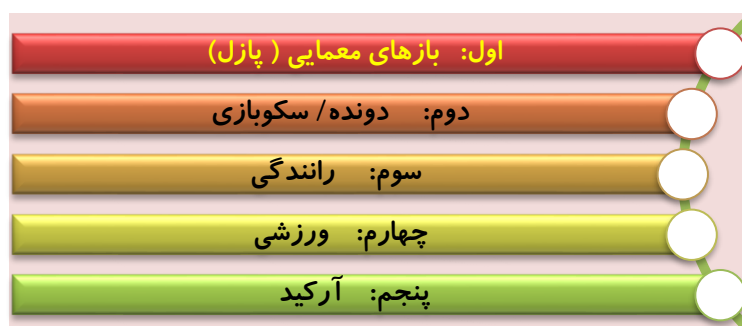 اول: بازهای معمایی ( پازل)
دوم: دونده/ سکوبازی
سوم: رانندگی
چهارم: ورزشی
پنجم: آرکید